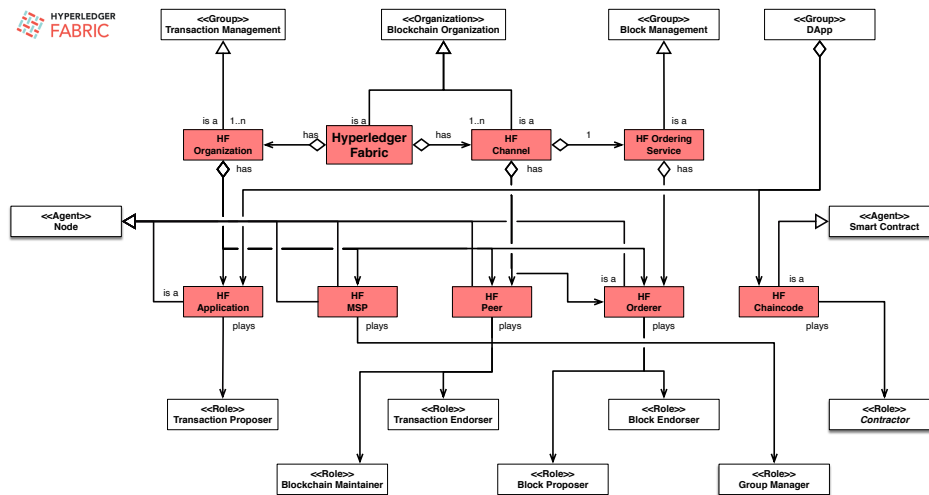 HYPERLEDGER
FABRIC
<<Group>>
Transaction Management
<<Organization>>
Blockchain Organization
<<Group>>
Block Management
<<Group>>
DApp
is a
1..n
is a
1..n
is a
is a
HF
Organization
has
Hyperledger
Fabric
has
HF
Channel
1
HF Ordering
Service
has
has
has
<<Agent>>
Node
<<Agent>>
Smart Contract
is a
is a
is a
HF
Application
HF
MSP
HF
Peer
HF
Orderer
HF
Chaincode
plays
plays
plays
plays
plays
<<Role>>
Transaction Proposer
<<Role>>
Transaction Endorser
<<Role>>
Block Endorser
<<Role>>
Contractor
<<Role>>
Blockchain Maintainer
<<Role>>
Block Proposer
<<Role>>
Group Manager